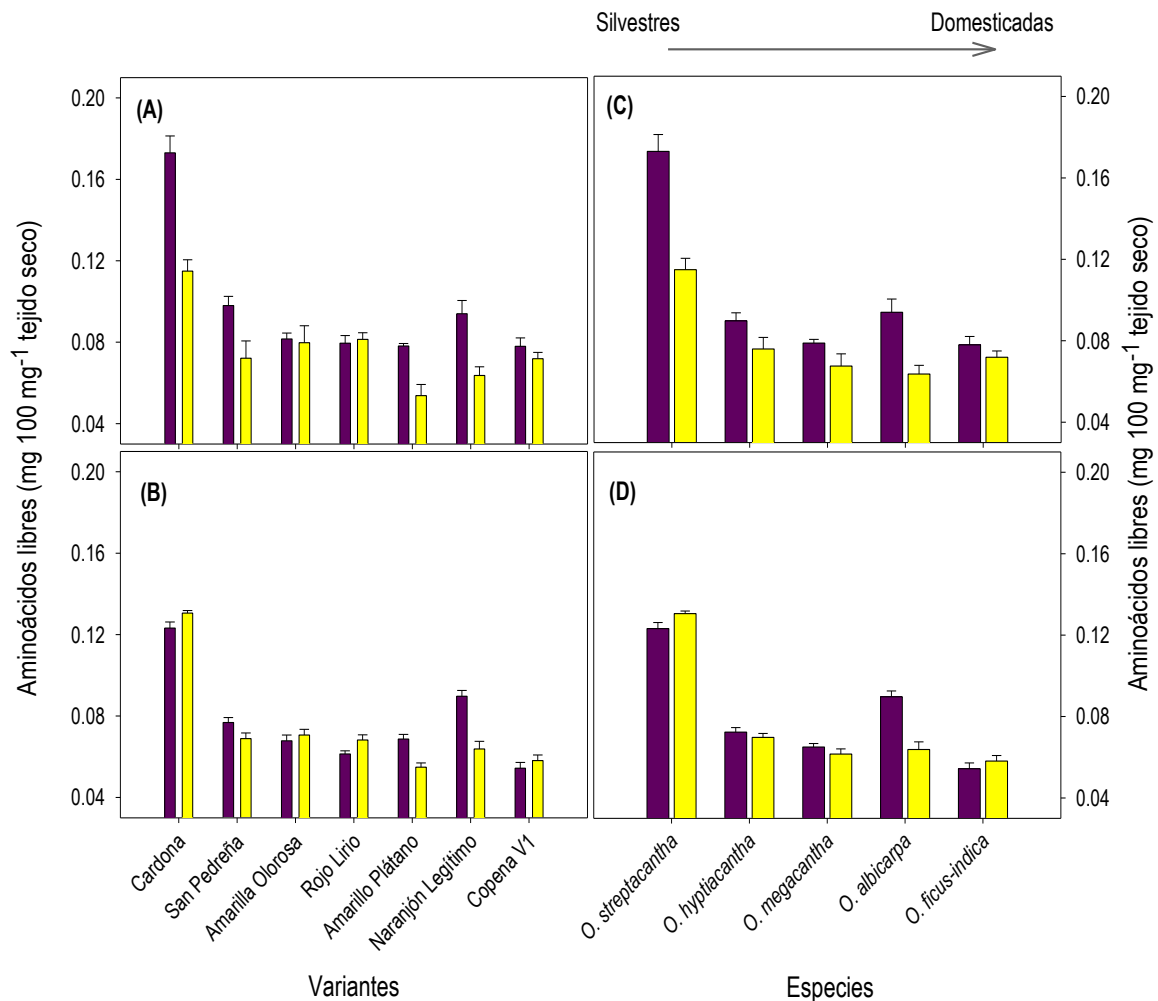 Silvestres Domesticadas
(A) (C)
0.20 0.20
0.16 0.16
0.12 0.12
0.08 0.08
0.04 0.04
(B) (D)
0.20 0.20
0.16 0.16
0.12 0.12
0.08 0.08
0.04 0.04
Aminoácidos libres (mg 100 mg⁻¹ tejido seco)
Aminoácidos libres (mg 100 mg⁻¹ tejido seco)
Cardona
San Pedreña
Amarilla Olorosa
Rojo Lirio
Amarillo Plátano
Naranjón Legítimo
Copena V1
O. streptacantha
O. hyptiacantha
O. megacantha
O. albicarpa
O. ficus-indica
Variantes Especies